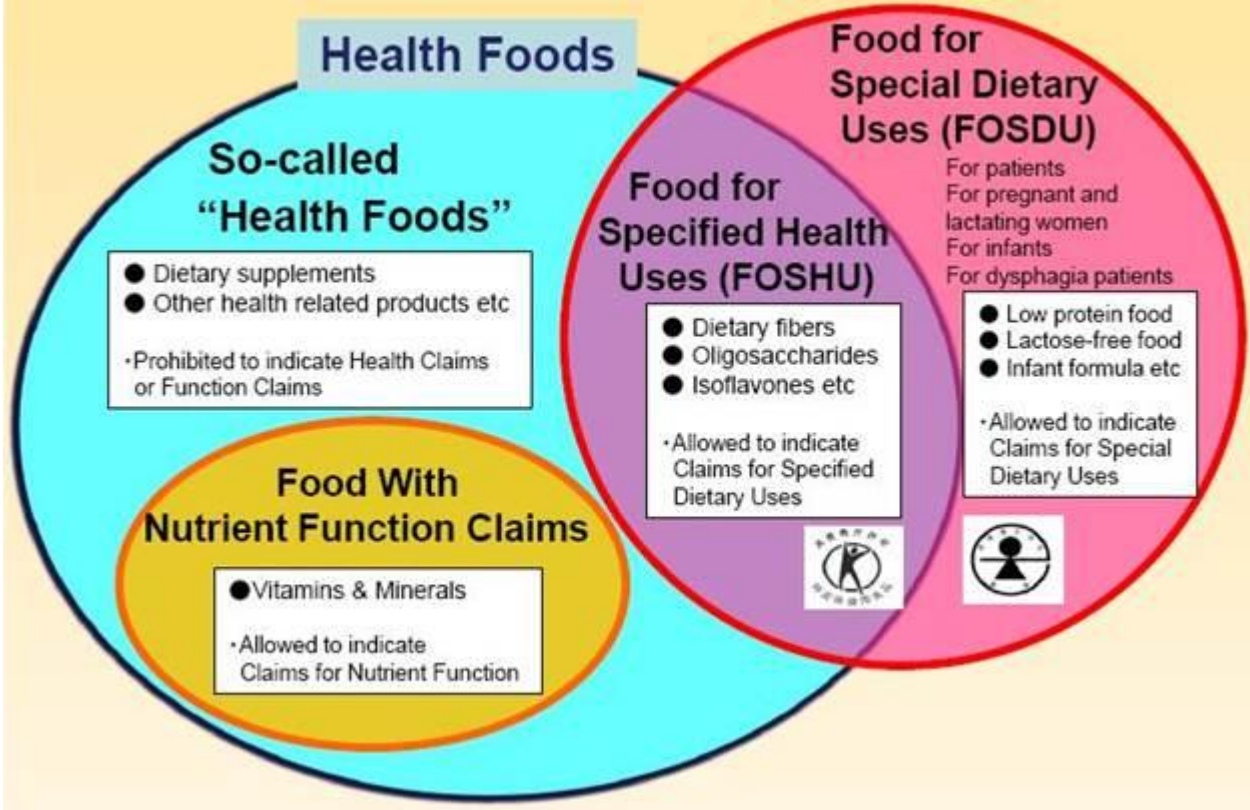 Health Foods
So-called
“Health Foods”
● Dietary supplements
● Other health related products etc
・Prohibited to indicate Health Claims
or Function Claims
Food With
Nutrient Function Claims
●Vitamins & Minerals
・Allowed to indicate
Claims for Nutrient Function
Food for
Specified Health
Uses (FOSHU)
● Dietary fibers
● Oligosaccharides
● Isoflavones etc
・Allowed to indicate
Claims for Specified
Dietary Uses
Food for
Special Dietary
Uses (FOSDU)
For patients
For pregnant and
lactating women
For infants
For dysphagia patients
● Low protein food
● Lactose-free food
● Infant formula etc
・Allowed to indicate
Claims for Special
Dietary Uses